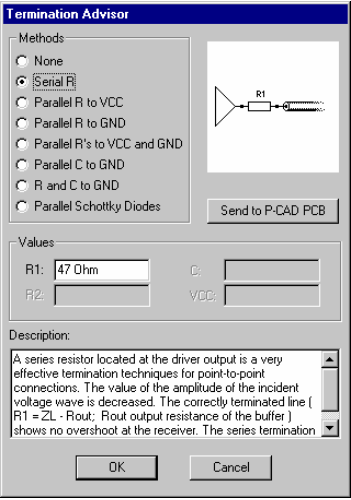 Termination Advisor
Methods
None
Serial R
Parallel R to VCC
Parallel R to GND
Parallel R's to VCC and GND
Parallel C to GND
R and C to GND
Parallel Schottky Diodes
R1
Send to P-CAD PCB
Values
R1: 47 Ohm
C:
R2:
VCC:
Description:
A series resistor located at the driver output is a very
effective termination techniques for point-to-point
connections. The value of the amplitude of the incident
voltage wave is decreased. The correctly terminated line (
R1 = ZL - Rout; Rout output resistance of the buffer )
shows no overshoot at the receiver. The series termination
OK
Cancel